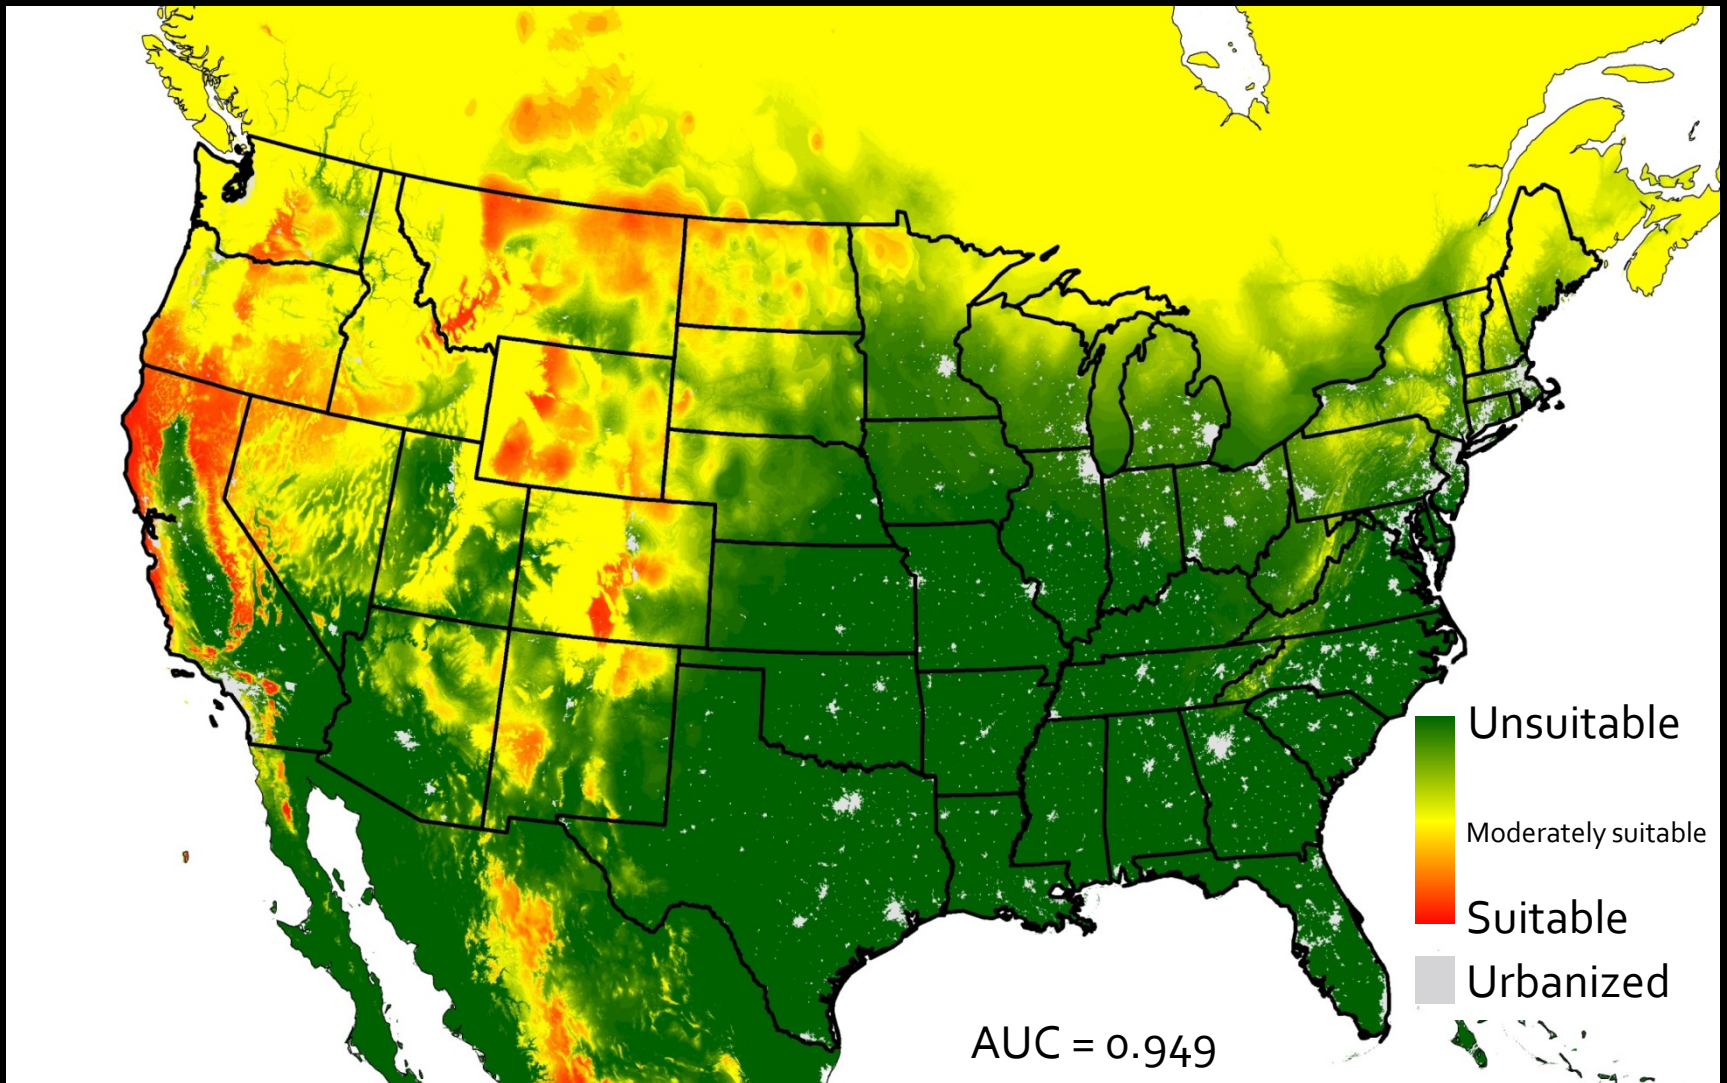 Unsuitable
Moderately suitable
Suitable
Urbanized
AUC = 0.949